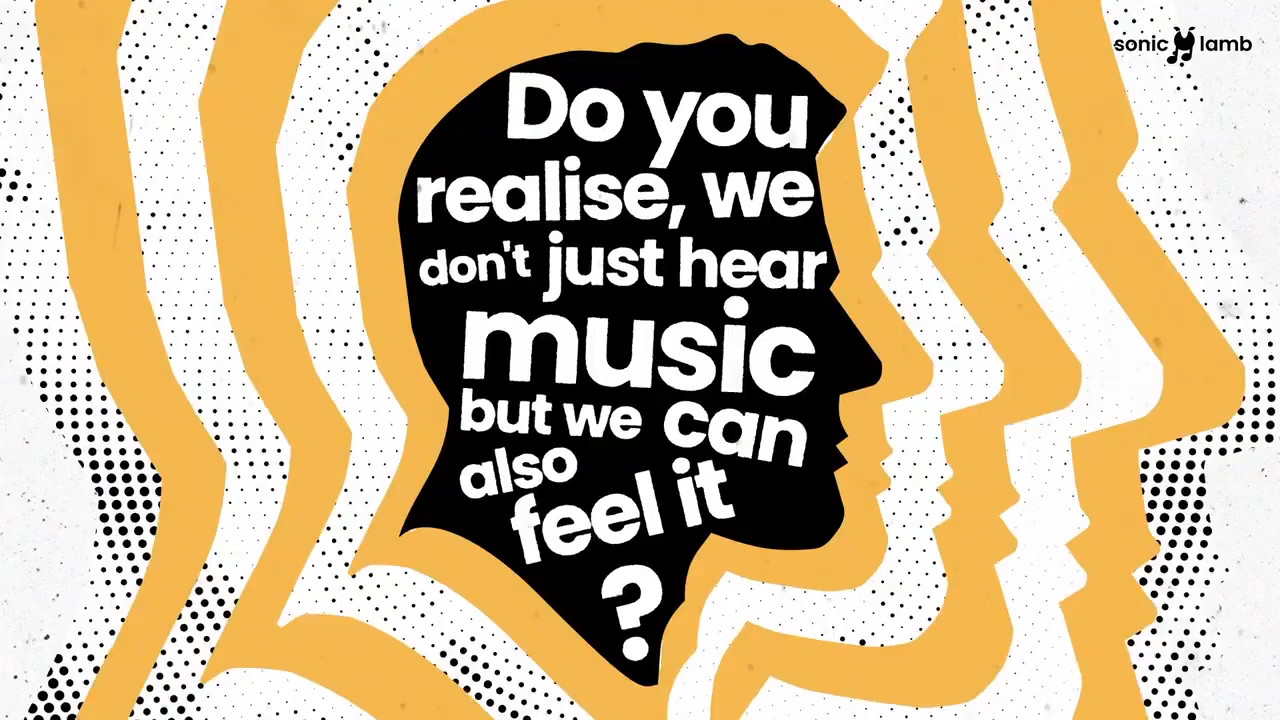 sonic lamb
Do you
realise, we
don't just hear
music
but we can
also
feel it
?